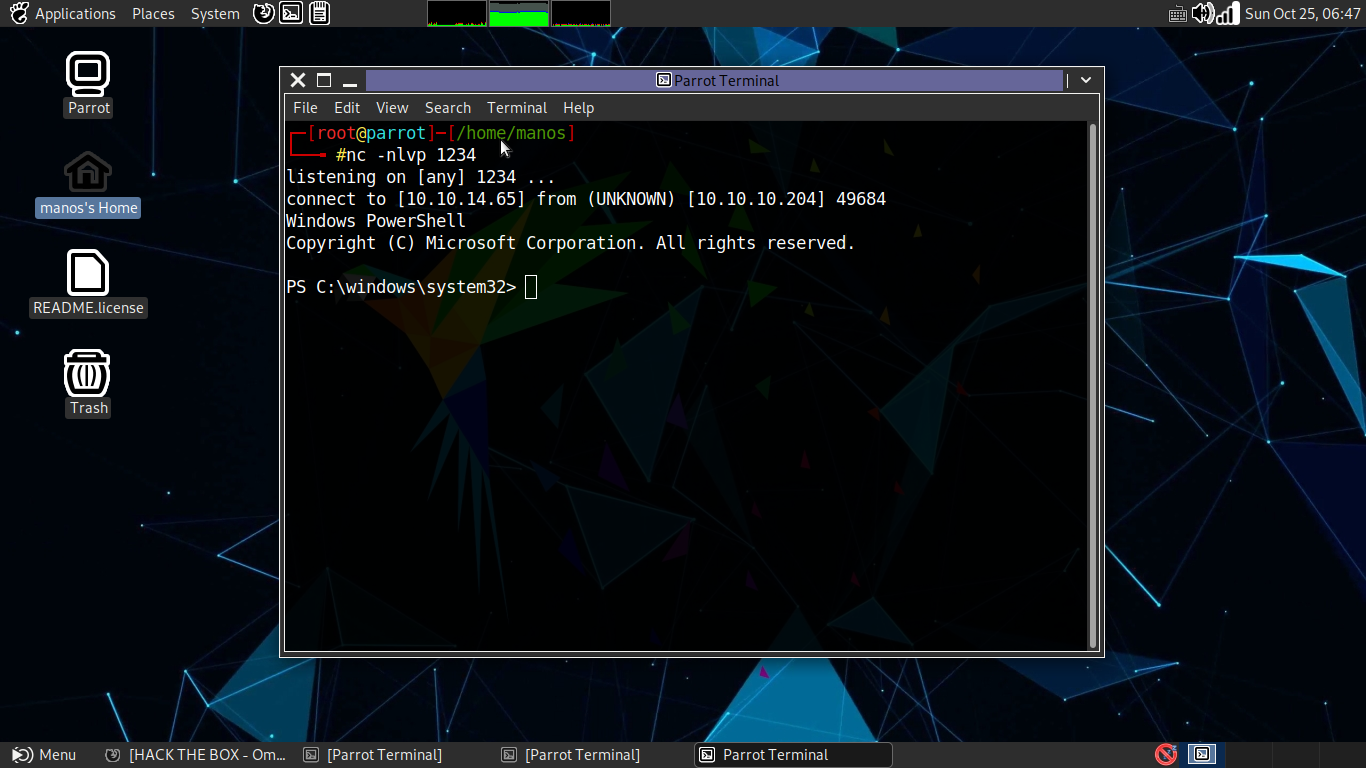 Applications Places System Sun Oct 25, 06:47
Parrot
manos's Home
README.license
Trash
Parrot Terminal
File Edit View Search Terminal Help
[root@parrot]─[/home/manos]
#nc -nlvp 1234
listening on [any] 1234 ...
connect to [10.10.14.65] from (UNKNOWN) [10.10.10.204] 49684
Windows PowerShell
Copyright (C) Microsoft Corporation. All rights reserved.
PS C:\windows\system32>
Menu [HACK THE BOX - Om... [Parrot Terminal] [Parrot Terminal] Parrot Terminal